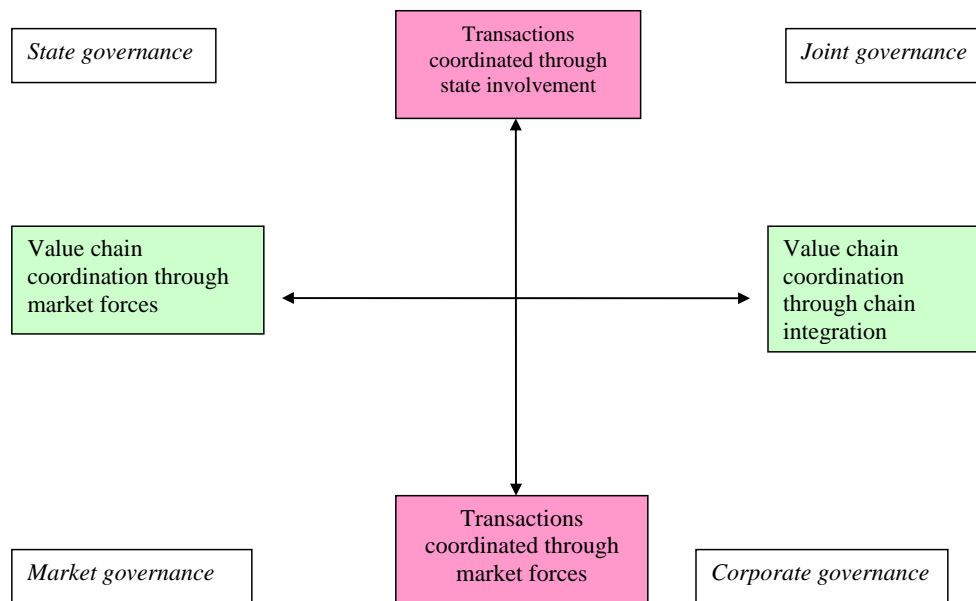 State governance
Transactions
coordinated through
state involvement
Joint governance
Value chain
coordination through
market forces
Value chain
coordination
through chain
integration
Market governance
Transactions
coordinated through
market forces
Corporate governance